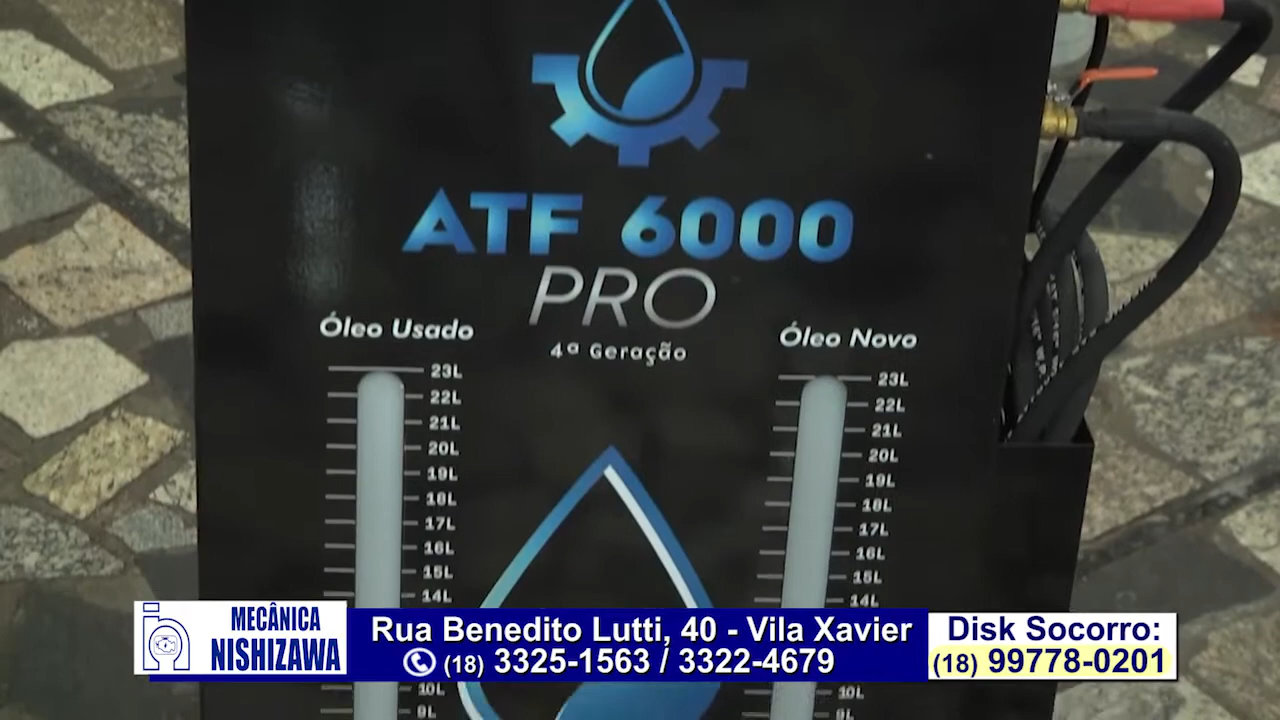 ATF 6000
PRO
4ª Geração
Óleo Usado
23L
22L
21L
20L
19L
18L
17L
16L
15L
14L
10L
9L
Óleo Novo
23L
22L
21L
20L
19L
18L
17L
16L
15L
14L
10L
9L
MECÂNICA
NISHIZAWA
Rua Benedito Lutti, 40 - Vila Xavier
(18) 3325-1563 / 3322-4679
Disk Socorro:
(18) 99778-0201